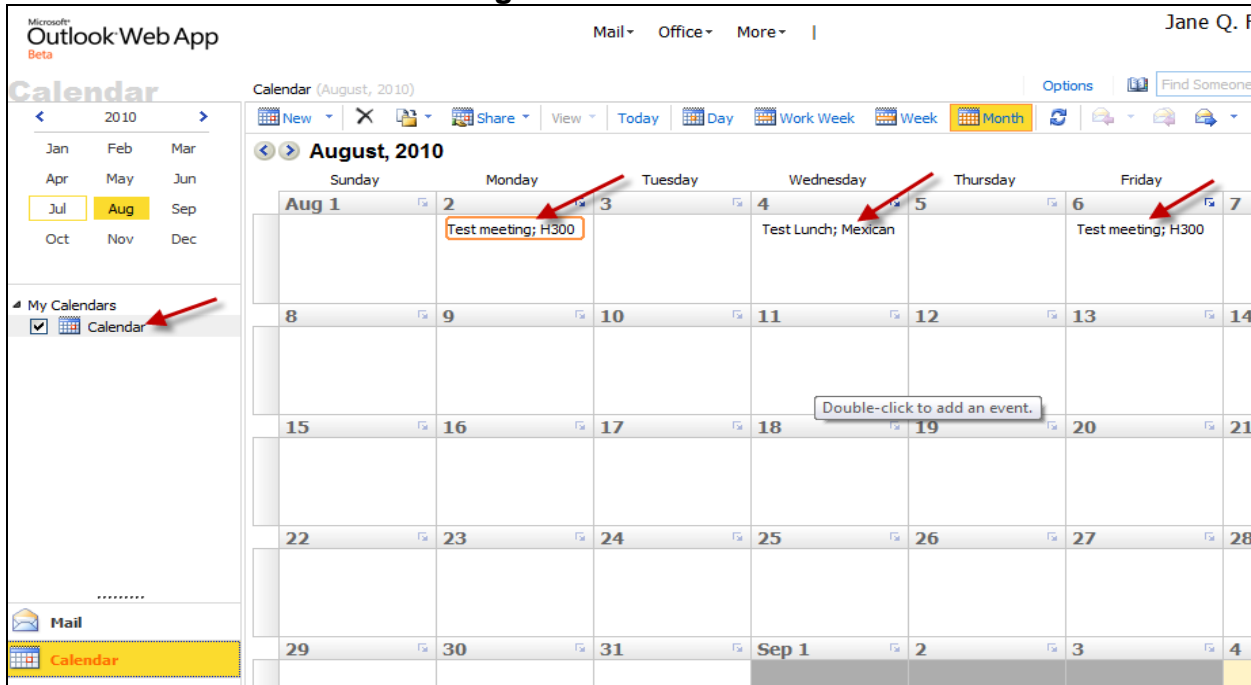 Microsoft®
Outlook Web App
Beta
Mail Office More |
Jane Q.
Calendar
Calendar (August, 2010)
Options
Find Someone
2010
New Share View Today Day Work Week Week Month
Jan Feb Mar
Apr May Jun
Jul Aug Sep
Oct Nov Dec
August, 2010
Sunday Monday Tuesday Wednesday Thursday Friday
Aug 1 2 3 4 5 6 7
Test meeting; H300 Test Lunch; Mexican Test meeting; H300
My Calendars
Calendar
8 9 10 11 12 13 14
Double-click to add an event.
15 16 17 18 19 20 21
22 23 24 25 26 27 28
Mail
Calendar
29 30 31 Sep 1 2 3 4